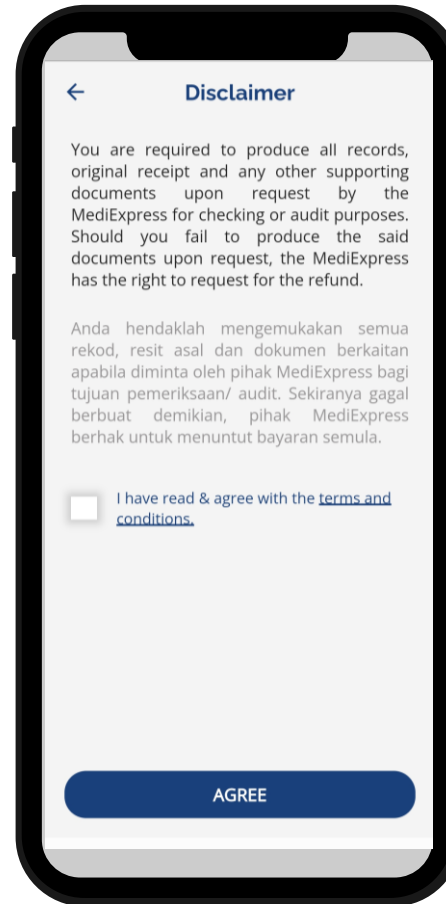 Disclaimer
You are required to produce all records,
original receipt and any other supporting
documents upon request by the
MediExpress for checking or audit purposes.
Should you fail to produce the said
documents upon request, the MediExpress
has the right to request for the refund.
Anda hendaklah mengemukakan semua
rekod, resit asal dan dokumen berkaitan
apabila diminta oleh pihak MediExpress bagi
tujuan pemeriksaan/ audit. Sekiranya gagal
berbuat demikian, pihak MediExpress
berhak untuk menuntut bayaran semula.
I have read & agree with the terms and
conditions.
AGREE